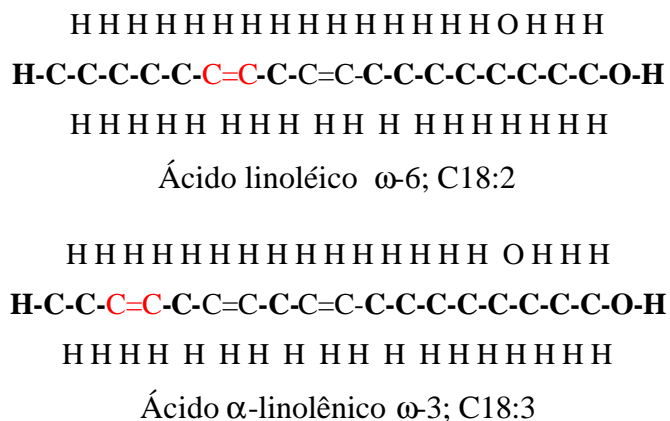 H H H H H H H H H H H H H H H O H H H
H-C-C-C-C-C-C=C-C-C=C-C-C-C-C-C-C-C-C-O-H
H H H H H H H H H H H H H H H H H H
Ácido linoléico ω-6; C18:2
H H H H H H H H H H H H H H H O H H H
H-C-C-C=C-C-C=C-C-C=C-C-C-C-C-C-C-C-C-O-H
H H H H H H H H H H H H H H H H H H
Ácido α-linolênico ω-3; C18:3